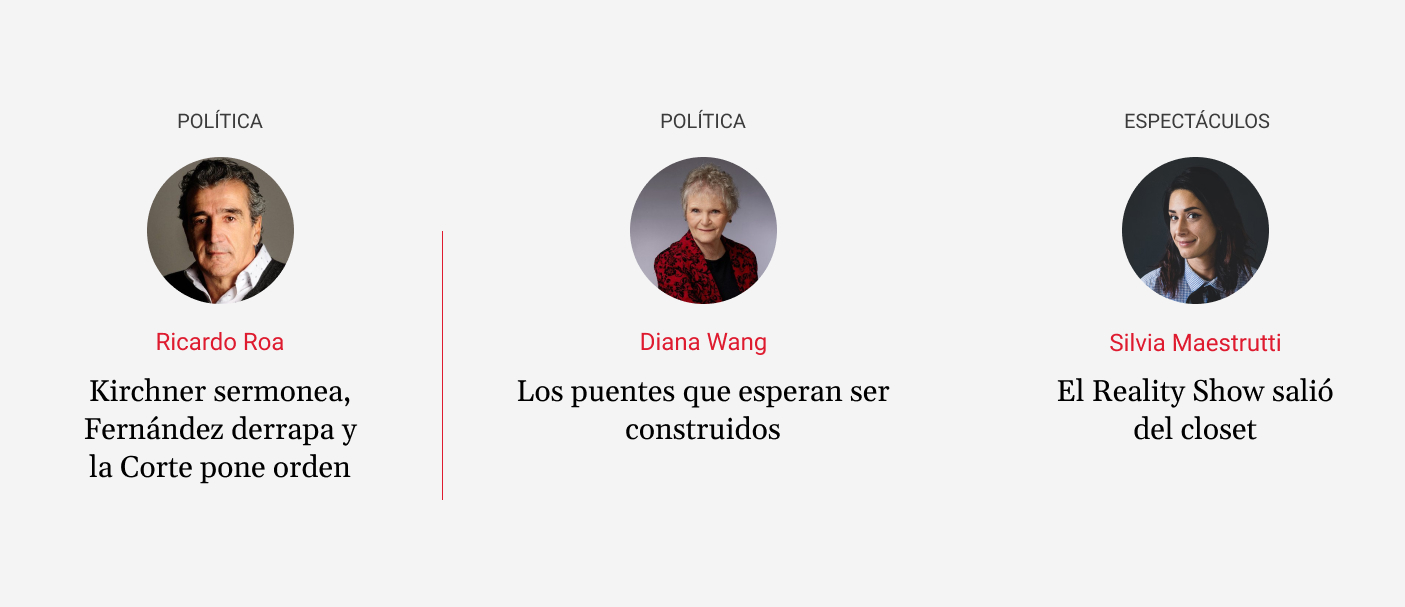 POLÍTICA
Ricardo Roa
Kirchner sermonea,
Fernández derrapa y
la Corte pone orden
POLÍTICA
Diana Wang
Los puentes que esperan ser
construidos
ESPECTÁCULOS
Silvia Maestrutti
El Reality Show salió
del closet